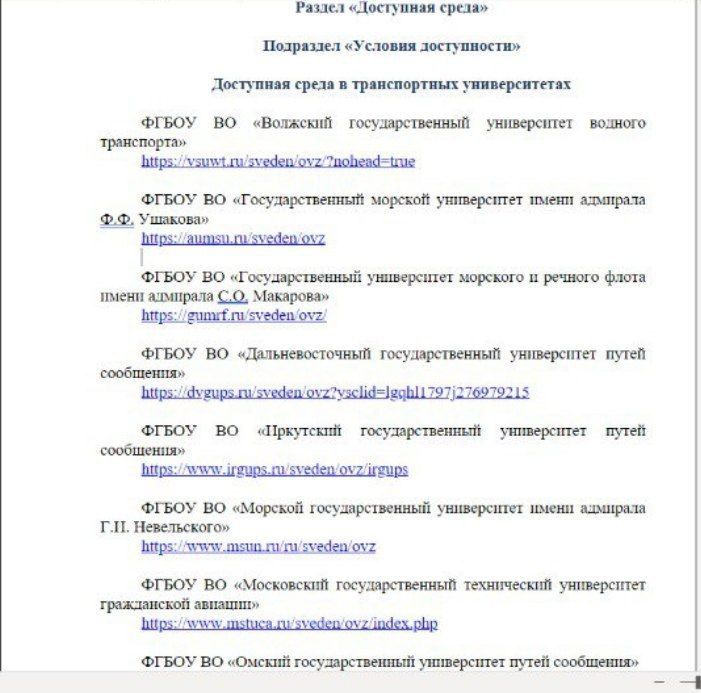 Раздел «Доступная среда»
Подраздел «Условия доступности»
Доступная среда в транспортных университетах
ФГБОУ ВО «Волжский государственный университет водного
транспорта»
https://vsuwt.ru/sveden/ovz/?nohead=true
ФГБОУ ВО «Государственный морской университет имени адмирала
Ф.Ф. Ушакова»
https://aumsu.ru/sveden/ovz
ФГБОУ ВО «Государственный университет морского и речного флота
имени адмирала С.О. Макарова»
https://gumrf.ru/sveden/ovz/
ФГБОУ ВО «Дальневосточный государственный университет путей
сообщения»
https://dvgups.ru/sveden/ovz?ysclid=lgqhl1797j276979215
ФГБОУ ВО «Иркутский государственный университет путей
сообщения»
https://www.irgups.ru/sveden/ovz/irgups
ФГБОУ ВО «Морской государственный университет имени адмирала
Г.И. Невельского»
https://www.msun.ru/ru/sveden/ovz
ФГБОУ ВО «Московский государственный технический университет
гражданской авиации»
https://www.mstuca.ru/sveden/ovz/index.php
ФГБОУ ВО «Омский государственный университет путей сообщения»